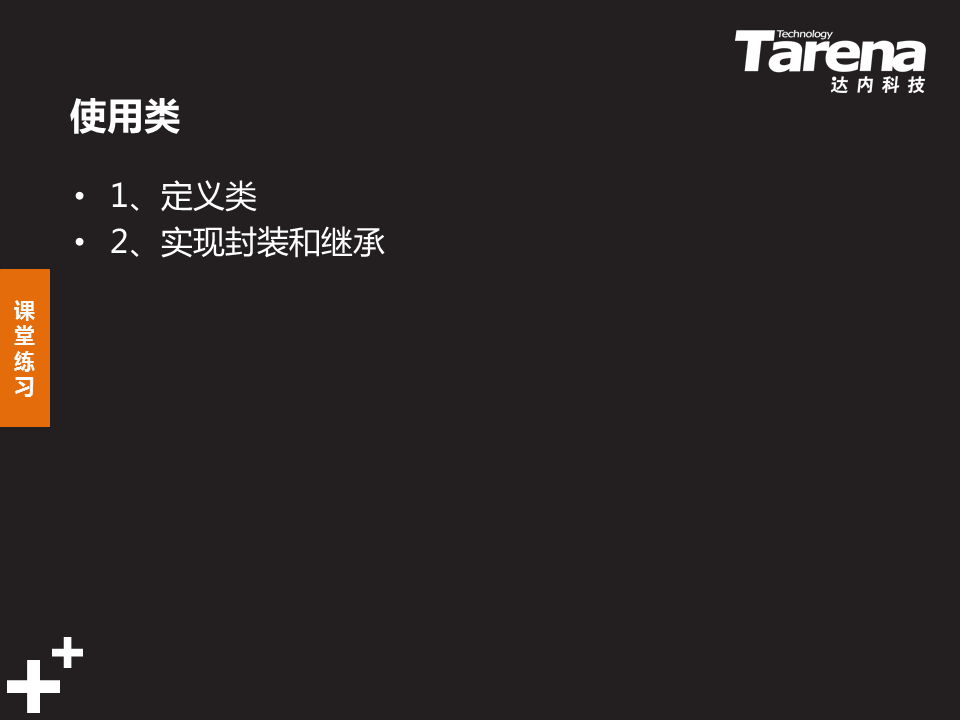 Technology
Tarena
达内科技
使用类
• 1、定义类
• 2、实现封装和继承
课堂练习